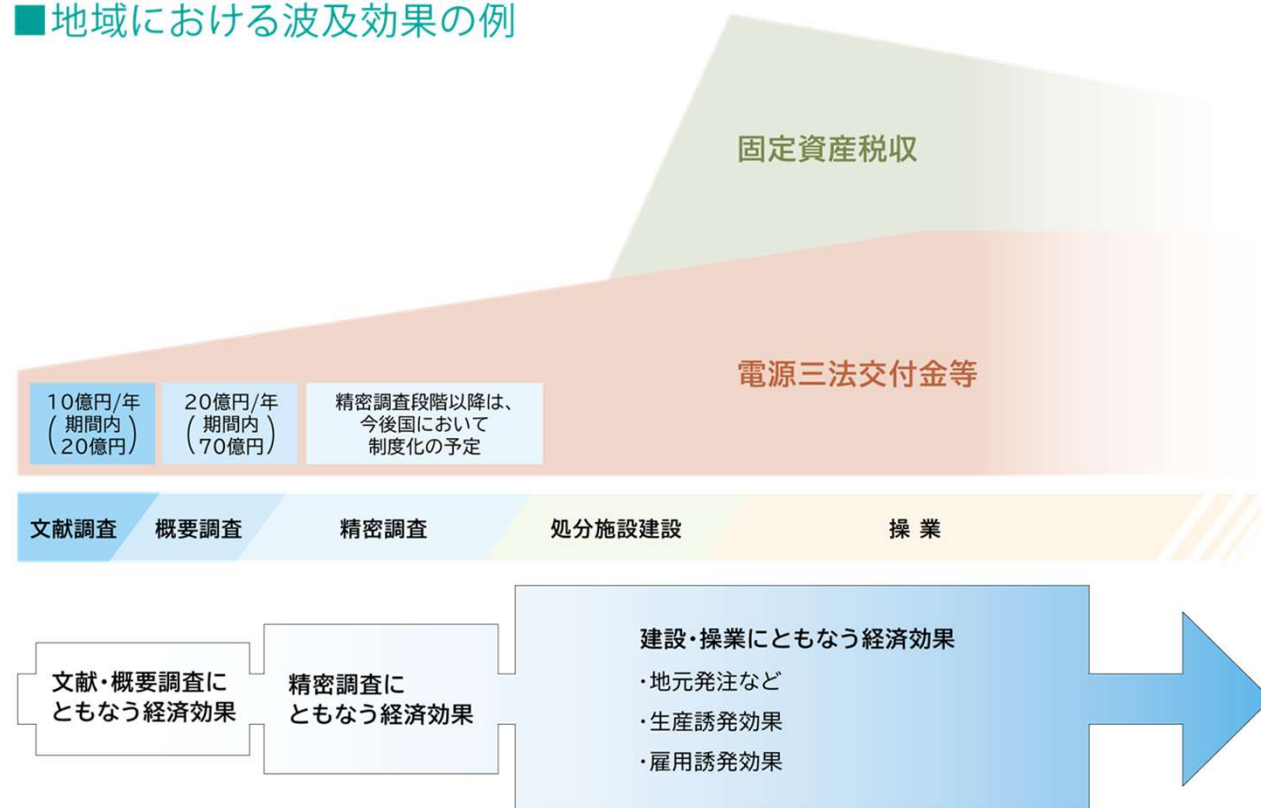 ■地域における波及効果の例
固定資産税収
電源三法交付金等
10億円/年
(期間内
20億円)
20億円/年
(期間内
70億円)
精密調査段階以降は、
今後国において
制度化の予定
文献調査
概要調査
精密調査
処分施設建設
操 業
文献・概要調査に
ともなう経済効果
精密調査に
ともなう経済効果
建設・操業にともなう経済効果
・地元発注など
・生産誘発効果
・雇用誘発効果